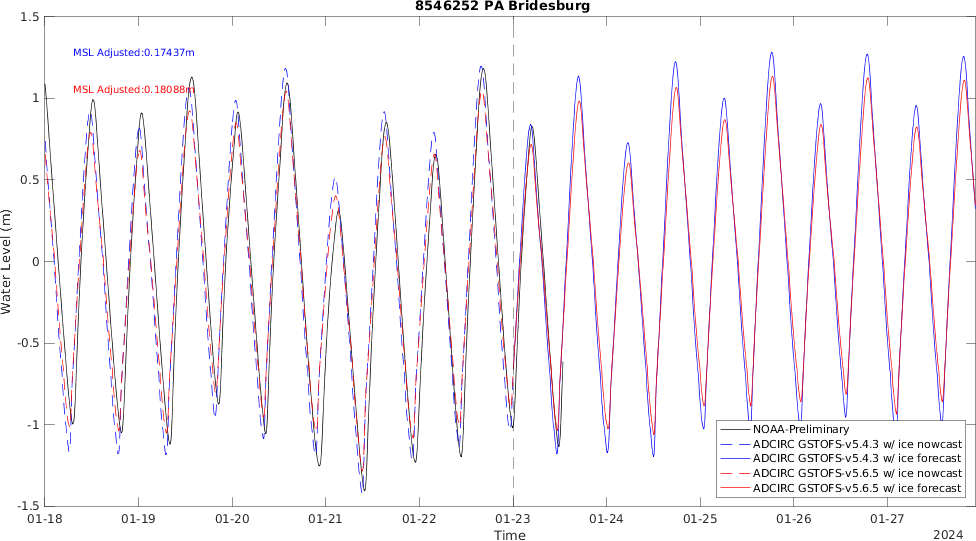 8546252 PA Bridesburg
MSL Adjusted:0.17437m
MSL Adjusted:0.18088m
Water Level (m)
1.5
1
0.5
0
-0.5
-1
-1.5
NOAA-Preliminary
ADCIRC GSTOFS-v5.4.3 w/ ice nowcast
ADCIRC GSTOFS-v5.4.3 w/ ice forecast
ADCIRC GSTOFS-v5.6.5 w/ ice nowcast
ADCIRC GSTOFS-v5.6.5 w/ ice forecast
01-18 01-19 01-20 01-21 01-22 01-23 01-24 01-25 01-26 01-27
Time
2024